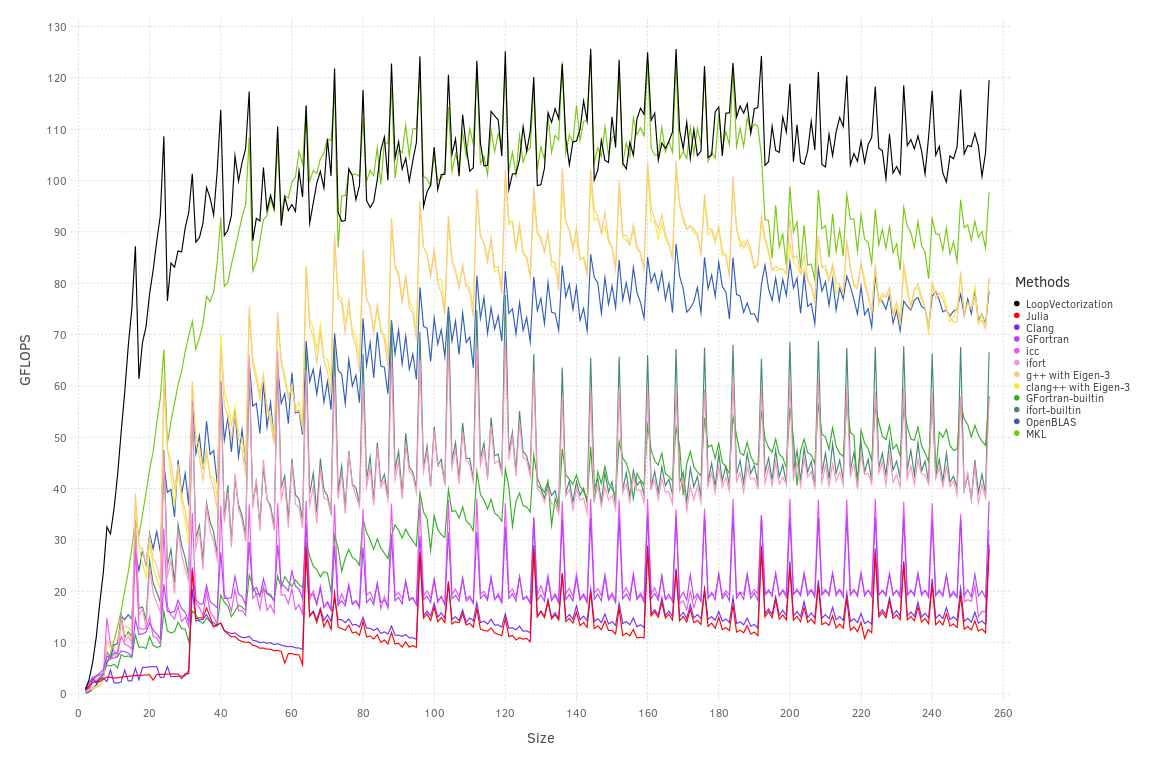 130
120
110
100
90
80
70
60
50
40
30
20
10
0
GFLOPS
0 20 40 60 80 100 120 140 160 180 200 220 240 260
Size
Methods
LoopVectorization
Julia
Clang
GFortran
icc
ifort
g++ with Eigen-3
clang++ with Eigen-3
GFortran-builtin
ifort-builtin
OpenBLAS
MKL